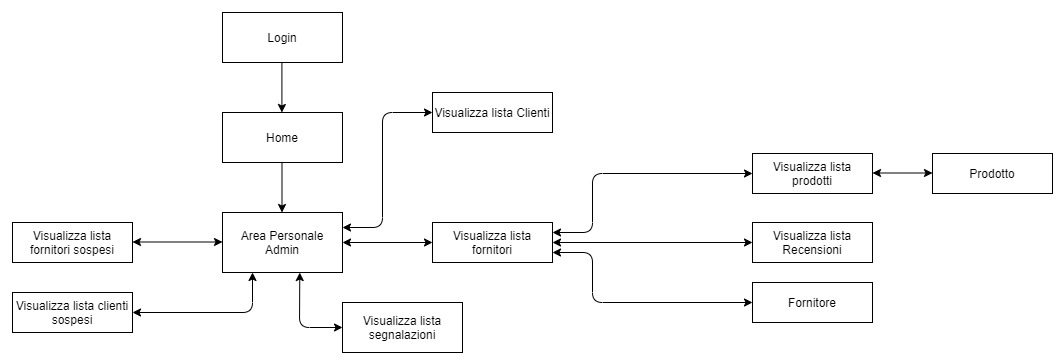 Login
Home
Visualizza lista Clienti
Visualizza lista
prodotti
Prodotto
Visualizza lista
fornitori sospesi
Area Personale
Admin
Visualizza lista
fornitori
Visualizza lista
Recensioni
Visualizza lista clienti
sospesi
Visualizza lista
segnalazioni
Fornitore